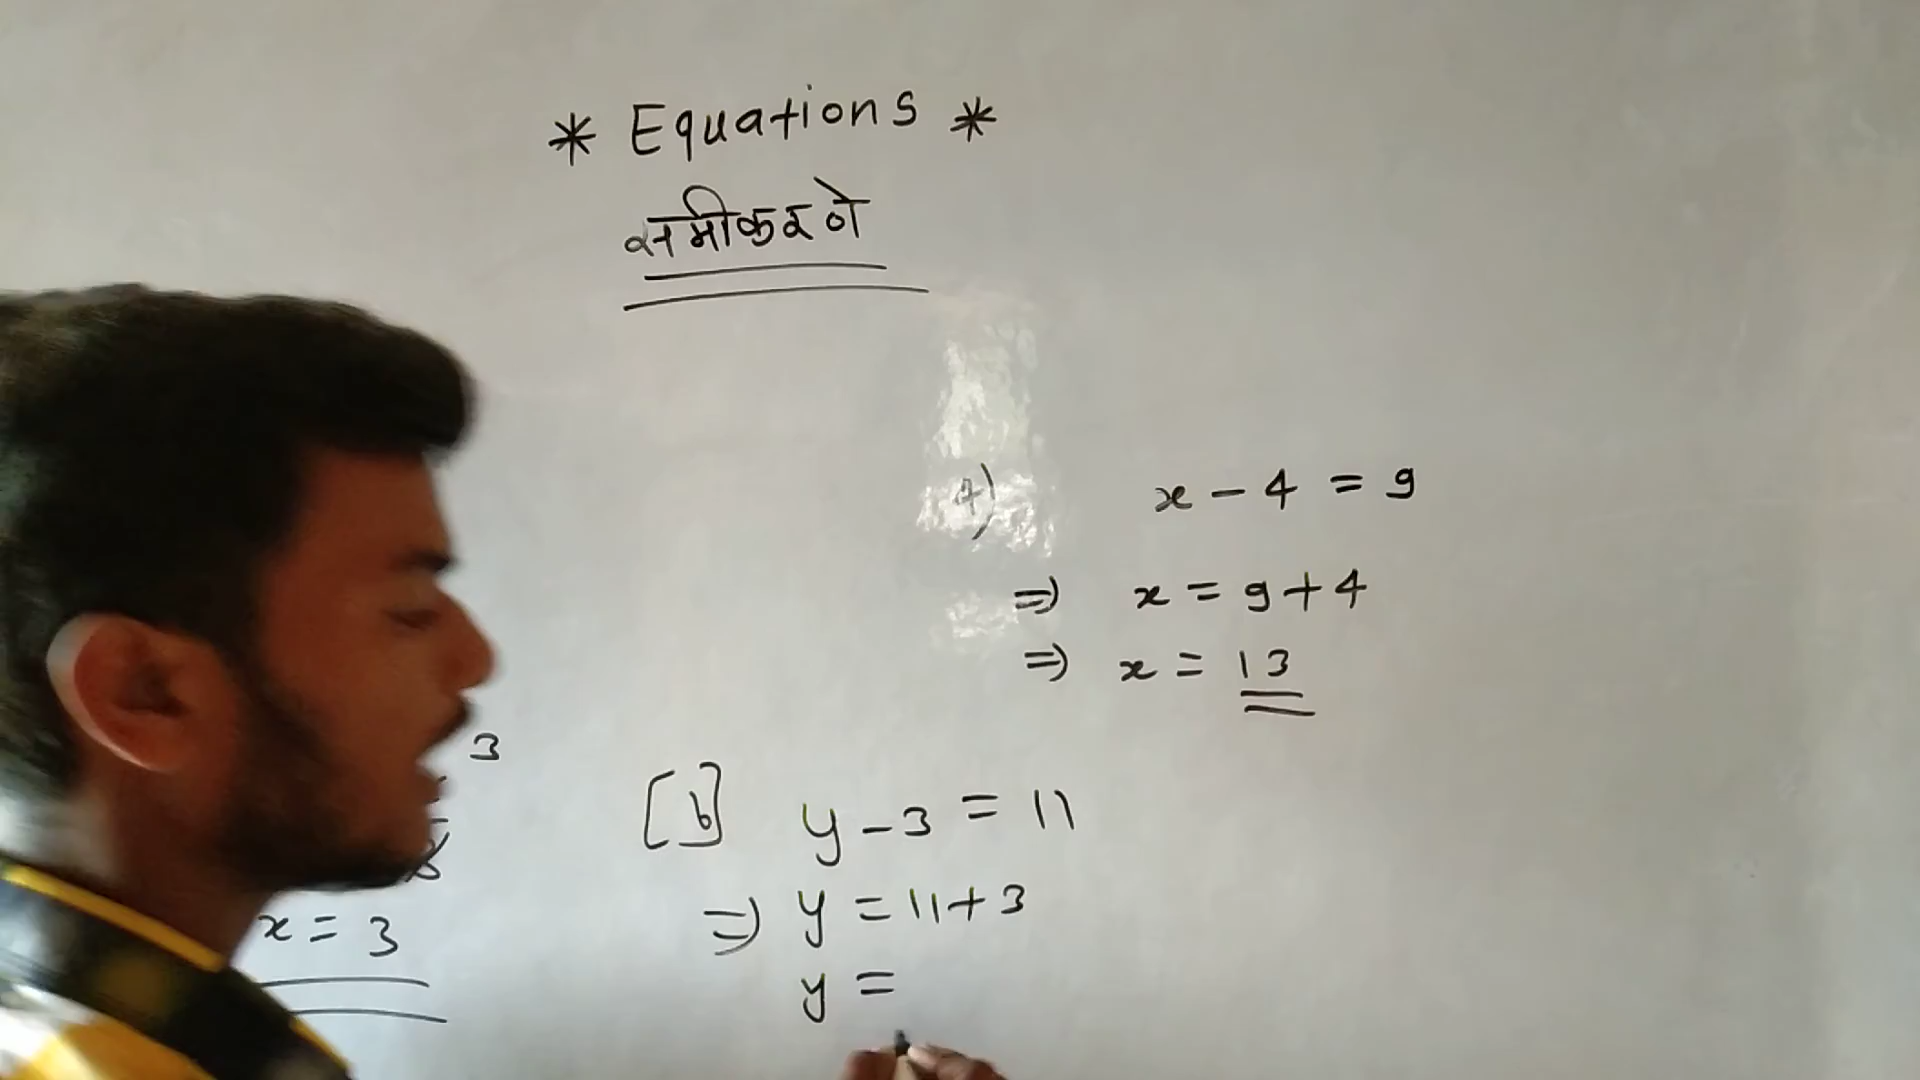 * Equations *
समीकरणे
a) x - 4 = 9
=) x = 9 + 4
=) x = 13
3
x = 3
[b] y - 3 = 11
=) y = 11 + 3
y =